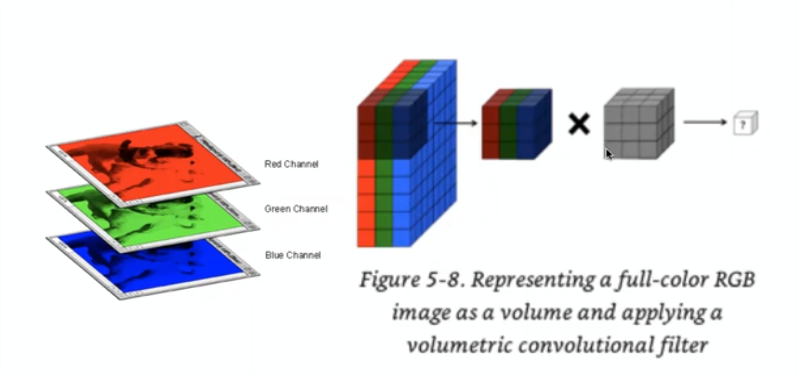 Red Channel
Green Channel
Blue Channel
?
Figure 5-8. Representing a full-color RGB
image as a volume and applying a
volumetric convolutional filter